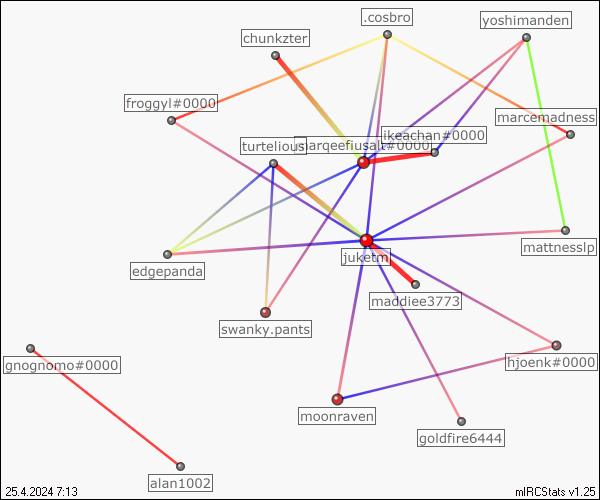 .cosbro
yoshimanden
chunkzter
froggyl#0000
marcemadness
ikeachan#0000
turtelious
marqeefiusalt#0000
mattnesslp
juketm
edgepanda
maddiee3773
swanky.pants
gnognomo#0000
hjoenk#0000
moonraven
goldfire6444
alan1002
25.4.2024 7:13
mIRCStats v1.25